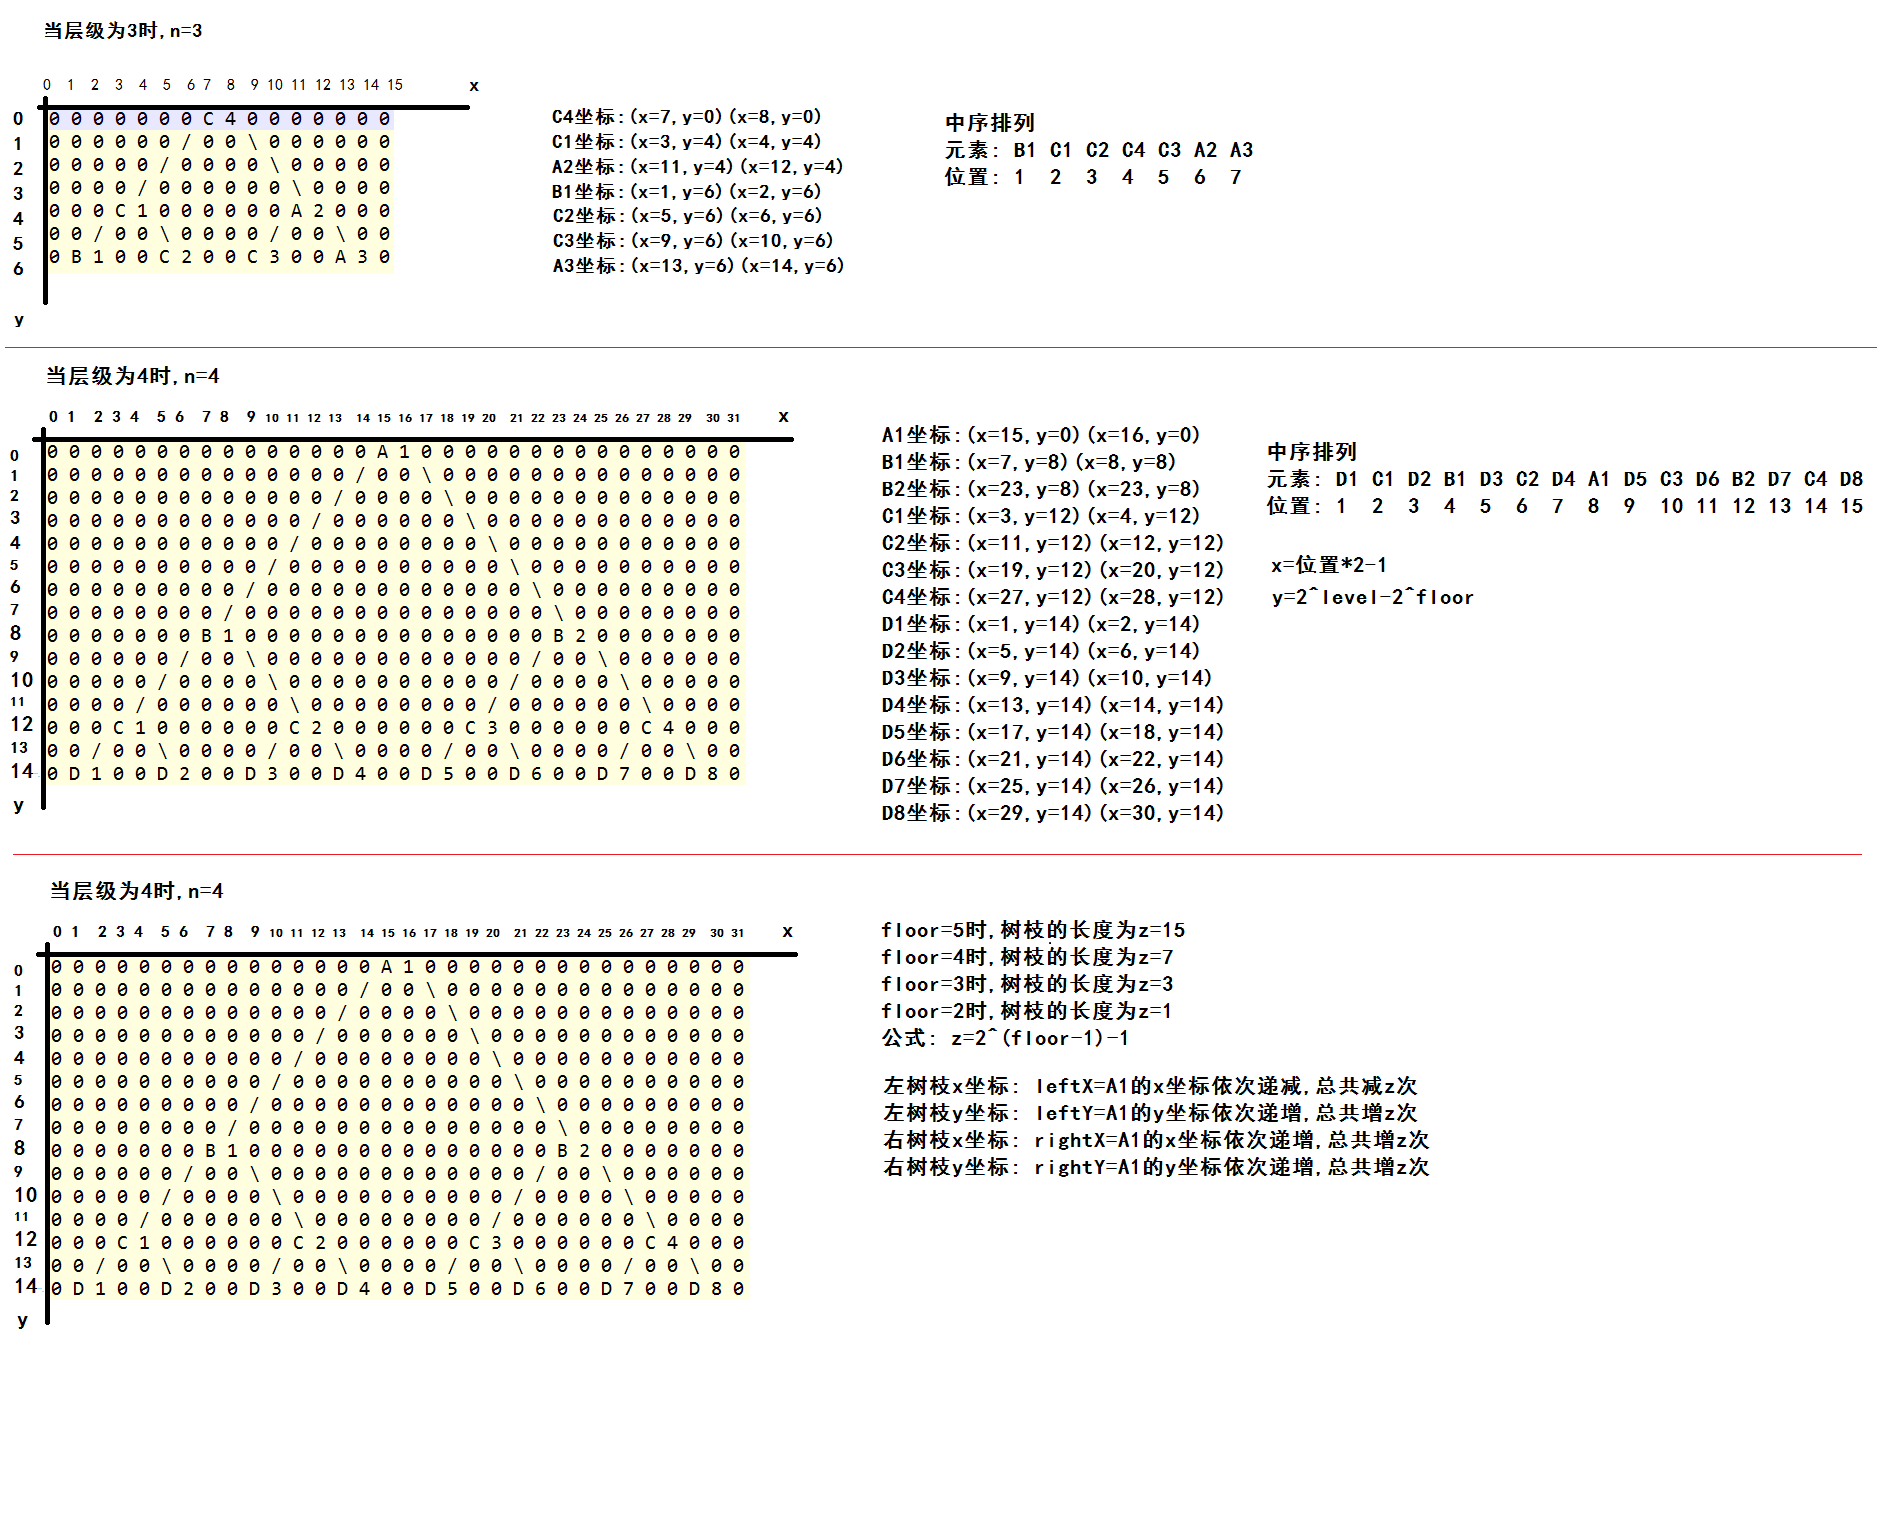 当层级为3时,n=3
0 1 2 3 4 5 6 7 8 9 10 11 12 13 14 15 x
0 0 0 0 0 0 0 0 C 4 0 0 0 0 0 0 0
1 0 0 0 0 0 0 / 0 0 \ 0 0 0 0 0 0
2 0 0 0 0 0 / 0 0 0 0 \ 0 0 0 0 0
3 0 0 0 0 / 0 0 0 0 0 0 \ 0 0 0 0
4 0 0 0 C 1 0 0 0 0 0 0 A 2 0 0 0
5 0 0 / 0 0 \ 0 0 0 0 / 0 0 \ 0 0
6 0 B 1 0 0 C 2 0 0 C 3 0 0 A 3 0
y
C4坐标:(x=7,y=0)(x=8,y=0)
C1坐标:(x=3,y=4)(x=4,y=4)
A2坐标:(x=11,y=4)(x=12,y=4)
B1坐标:(x=1,y=6)(x=2,y=6)
C2坐标:(x=5,y=6)(x=6,y=6)
C3坐标:(x=9,y=6)(x=10,y=6)
A3坐标:(x=13,y=6)(x=14,y=6)
中序排列
元素: B1 C1 C2 C4 C3 A2 A3
位置: 1 2 3 4 5 6 7
当层级为4时,n=4
0 1 2 3 4 5 6 7 8 9 10 11 12 13 14 15 16 17 18 19 20 21 22 23 24 25 26 27 28 29 30 31 x
0 0 0 0 0 0 0 0 0 0 0 0 0 0 0 0 A 1 0 0 0 0 0 0 0 0 0 0 0 0 0 0 0
1 0 0 0 0 0 0 0 0 0 0 0 0 0 0 / 0 0 \ 0 0 0 0 0 0 0 0 0 0 0 0 0 0
2 0 0 0 0 0 0 0 0 0 0 0 0 0 / 0 0 0 0 \ 0 0 0 0 0 0 0 0 0 0 0 0 0
3 0 0 0 0 0 0 0 0 0 0 0 0 / 0 0 0 0 0 0 \ 0 0 0 0 0 0 0 0 0 0 0 0
4 0 0 0 0 0 0 0 0 0 0 0 / 0 0 0 0 0 0 0 0 \ 0 0 0 0 0 0 0 0 0 0 0
5 0 0 0 0 0 0 0 0 0 0 / 0 0 0 0 0 0 0 0 0 0 \ 0 0 0 0 0 0 0 0 0 0
6 0 0 0 0 0 0 0 0 0 / 0 0 0 0 0 0 0 0 0 0 0 0 \ 0 0 0 0 0 0 0 0 0
7 0 0 0 0 0 0 0 0 / 0 0 0 0 0 0 0 0 0 0 0 0 0 0 \ 0 0 0 0 0 0 0 0
8 0 0 0 0 0 0 0 B 1 0 0 0 0 0 0 0 0 0 0 0 0 0 0 B 2 0 0 0 0 0 0 0
9 0 0 0 0 0 0 / 0 0 \ 0 0 0 0 0 0 0 0 0 0 0 0 / 0 0 \ 0 0 0 0 0 0
10 0 0 0 0 0 / 0 0 0 0 \ 0 0 0 0 0 0 0 0 0 0 / 0 0 0 0 \ 0 0 0 0 0
11 0 0 0 0 / 0 0 0 0 0 0 \ 0 0 0 0 0 0 0 0 / 0 0 0 0 0 0 \ 0 0 0 0
12 0 0 0 C 1 0 0 0 0 0 0 C 2 0 0 0 0 0 0 C 3 0 0 0 0 0 0 C 4 0 0 0
13 0 0 / 0 0 \ 0 0 0 0 / 0 0 \ 0 0 0 0 / 0 0 \ 0 0 0 0 / 0 0 \ 0 0
14 0 D 1 0 0 D 2 0 0 D 3 0 0 D 4 0 0 D 5 0 0 D 6 0 0 D 7 0 0 D 8 0
y
A1坐标:(x=15,y=0)(x=16,y=0)
B1坐标:(x=7,y=8)(x=8,y=8)
B2坐标:(x=23,y=8)(x=23,y=8)
C1坐标:(x=3,y=12)(x=4,y=12)
C2坐标:(x=11,y=12)(x=12,y=12)
C3坐标:(x=19,y=12)(x=20,y=12)
C4坐标:(x=27,y=12)(x=28,y=12)
D1坐标:(x=1,y=14)(x=2,y=14)
D2坐标:(x=5,y=14)(x=6,y=14)
D3坐标:(x=9,y=14)(x=10,y=14)
D4坐标:(x=13,y=14)(x=14,y=14)
D5坐标:(x=17,y=14)(x=18,y=14)
D6坐标:(x=21,y=14)(x=22,y=14)
D7坐标:(x=25,y=14)(x=26,y=14)
D8坐标:(x=29,y=14)(x=30,y=14)
中序排列
元素: D1 C1 D2 B1 D3 C2 D4 A1 D5 C3 D6 B2 D7 C4 D8
位置: 1 2 3 4 5 6 7 8 9 10 11 12 13 14 15
x=位置*2-1
y=2^level-2^floor
当层级为4时,n=4
0 1 2 3 4 5 6 7 8 9 10 11 12 13 14 15 16 17 18 19 20 21 22 23 24 25 26 27 28 29 30 31 x
0 0 0 0 0 0 0 0 0 0 0 0 0 0 0 0 A 1 0 0 0 0 0 0 0 0 0 0 0 0 0 0 0
1 0 0 0 0 0 0 0 0 0 0 0 0 0 0 / 0 0 \ 0 0 0 0 0 0 0 0 0 0 0 0 0 0
2 0 0 0 0 0 0 0 0 0 0 0 0 0 / 0 0 0 0 \ 0 0 0 0 0 0 0 0 0 0 0 0 0
3 0 0 0 0 0 0 0 0 0 0 0 0 / 0 0 0 0 0 0 \ 0 0 0 0 0 0 0 0 0 0 0 0
4 0 0 0 0 0 0 0 0 0 0 0 / 0 0 0 0 0 0 0 0 \ 0 0 0 0 0 0 0 0 0 0 0
5 0 0 0 0 0 0 0 0 0 0 / 0 0 0 0 0 0 0 0 0 0 \ 0 0 0 0 0 0 0 0 0 0
6 0 0 0 0 0 0 0 0 0 / 0 0 0 0 0 0 0 0 0 0 0 0 \ 0 0 0 0 0 0 0 0 0
7 0 0 0 0 0 0 0 0 / 0 0 0 0 0 0 0 0 0 0 0 0 0 0 \ 0 0 0 0 0 0 0 0
8 0 0 0 0 0 0 0 B 1 0 0 0 0 0 0 0 0 0 0 0 0 0 0 B 2 0 0 0 0 0 0 0
9 0 0 0 0 0 0 / 0 0 \ 0 0 0 0 0 0 0 0 0 0 0 0 / 0 0 \ 0 0 0 0 0 0
10 0 0 0 0 0 / 0 0 0 0 \ 0 0 0 0 0 0 0 0 0 0 / 0 0 0 0 \ 0 0 0 0 0
11 0 0 0 0 / 0 0 0 0 0 0 \ 0 0 0 0 0 0 0 0 / 0 0 0 0 0 0 \ 0 0 0 0
12 0 0 0 C 1 0 0 0 0 0 0 C 2 0 0 0 0 0 0 C 3 0 0 0 0 0 0 C 4 0 0 0
13 0 0 / 0 0 \ 0 0 0 0 / 0 0 \ 0 0 0 0 / 0 0 \ 0 0 0 0 / 0 0 \ 0 0
14 0 D 1 0 0 D 2 0 0 D 3 0 0 D 4 0 0 D 5 0 0 D 6 0 0 D 7 0 0 D 8 0
y
floor=5时,树枝的长度为z=15
floor=4时,树枝的长度为z=7
floor=3时,树枝的长度为z=3
floor=2时,树枝的长度为z=1
公式: z=2^(floor-1)-1
左树枝x坐标: leftX=A1的x坐标依次递减,总共减z次
左树枝y坐标: leftY=A1的y坐标依次递增,总共增z次
右树枝x坐标: rightX=A1的x坐标依次递增,总共增z次
右树枝y坐标: rightY=A1的y坐标依次递增,总共增z次